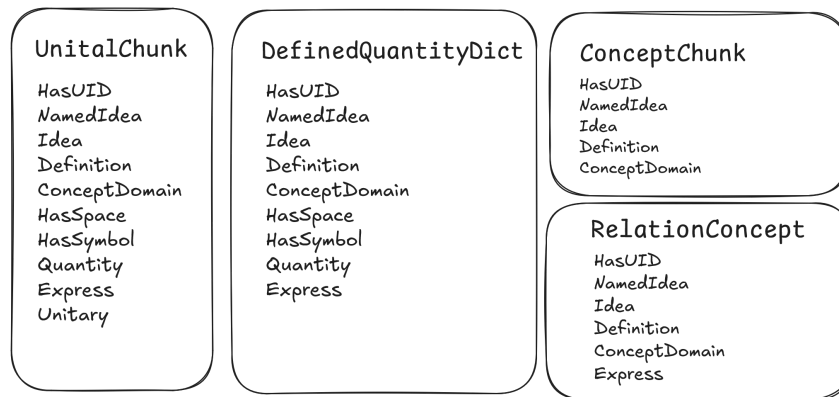 UnitalChunk
HasUID
NamedIdea
Idea
Definition
ConceptDomain
HasSpace
HasSymbol
Quantity
Express
Unitary
DefinedQuantityDict
HasUID
NamedIdea
Idea
Definition
ConceptDomain
HasSpace
HasSymbol
Quantity
Express
ConceptChunk
HasUID
NamedIdea
Idea
Definition
ConceptDomain
RelationConcept
HasUID
NamedIdea
Idea
Definition
ConceptDomain
Express